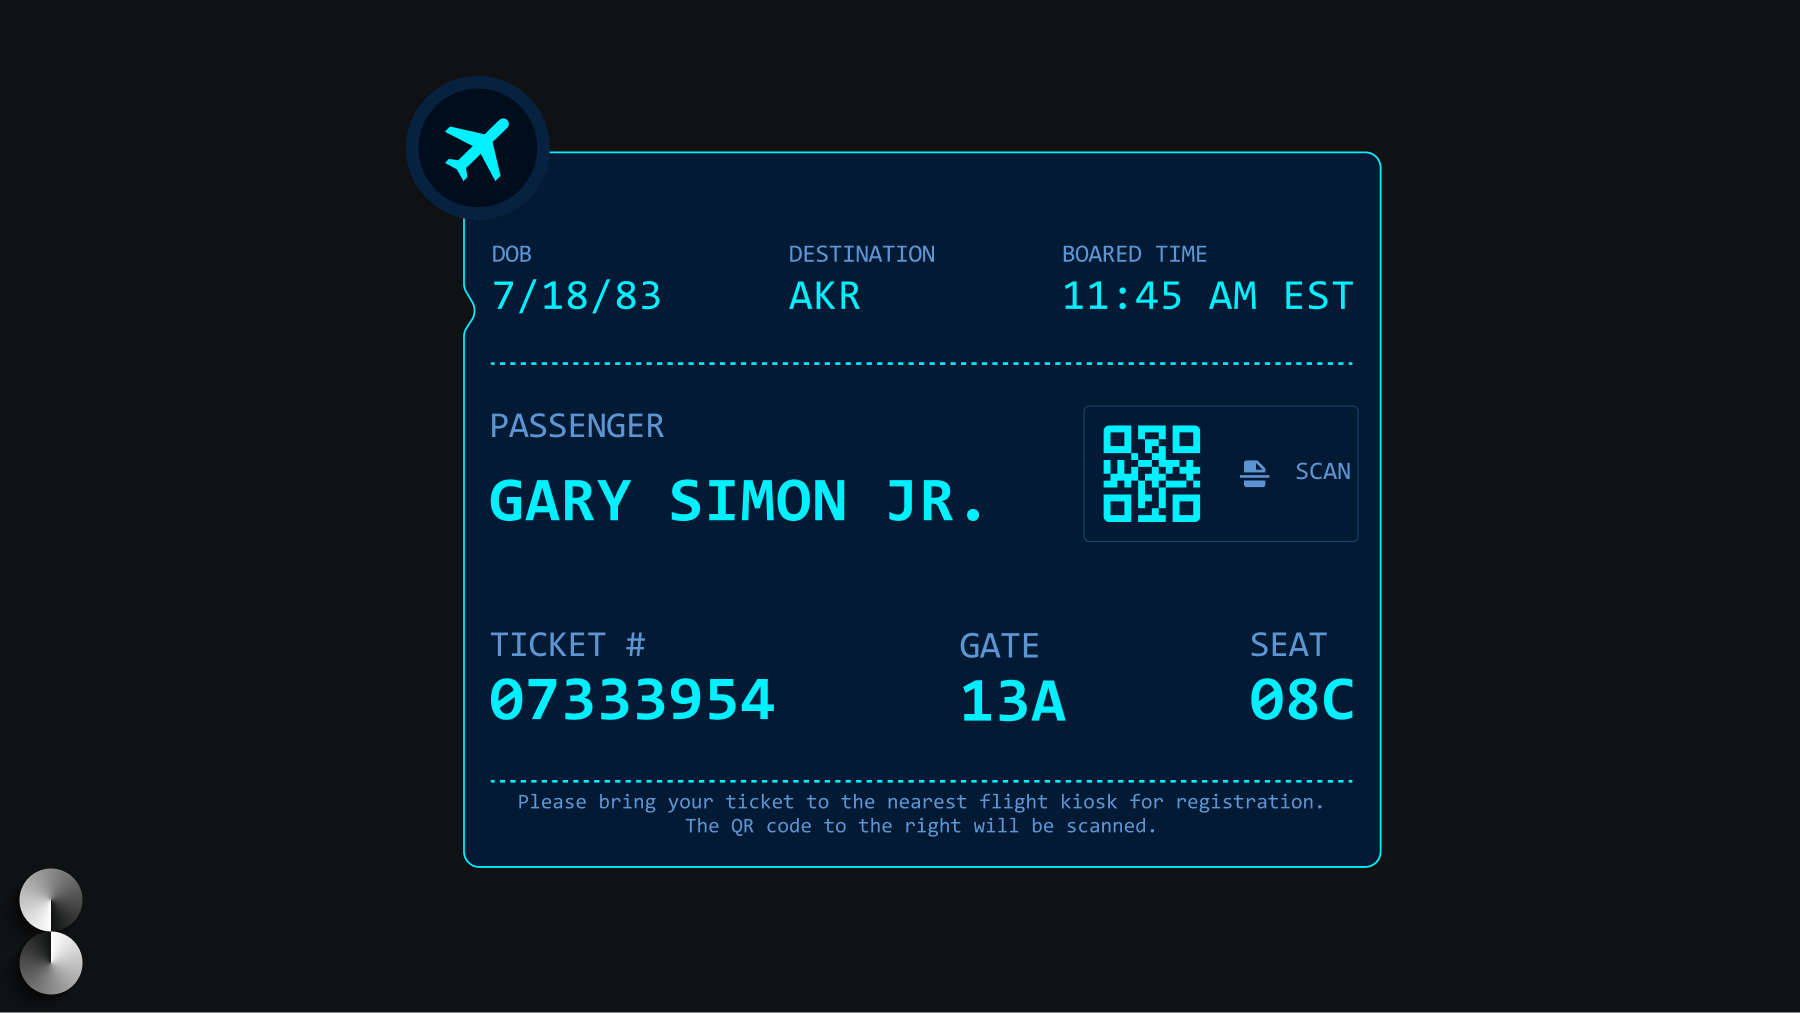 DOB DESTINATION BOARED TIME
7/18/83 AKR 11:45 AM EST
PASSENGER
GARY SIMON JR.
SCAN
TICKET # GATE SEAT
07333954 13A 08C
Please bring your ticket to the nearest flight kiosk for registration.
The QR code to the right will be scanned.